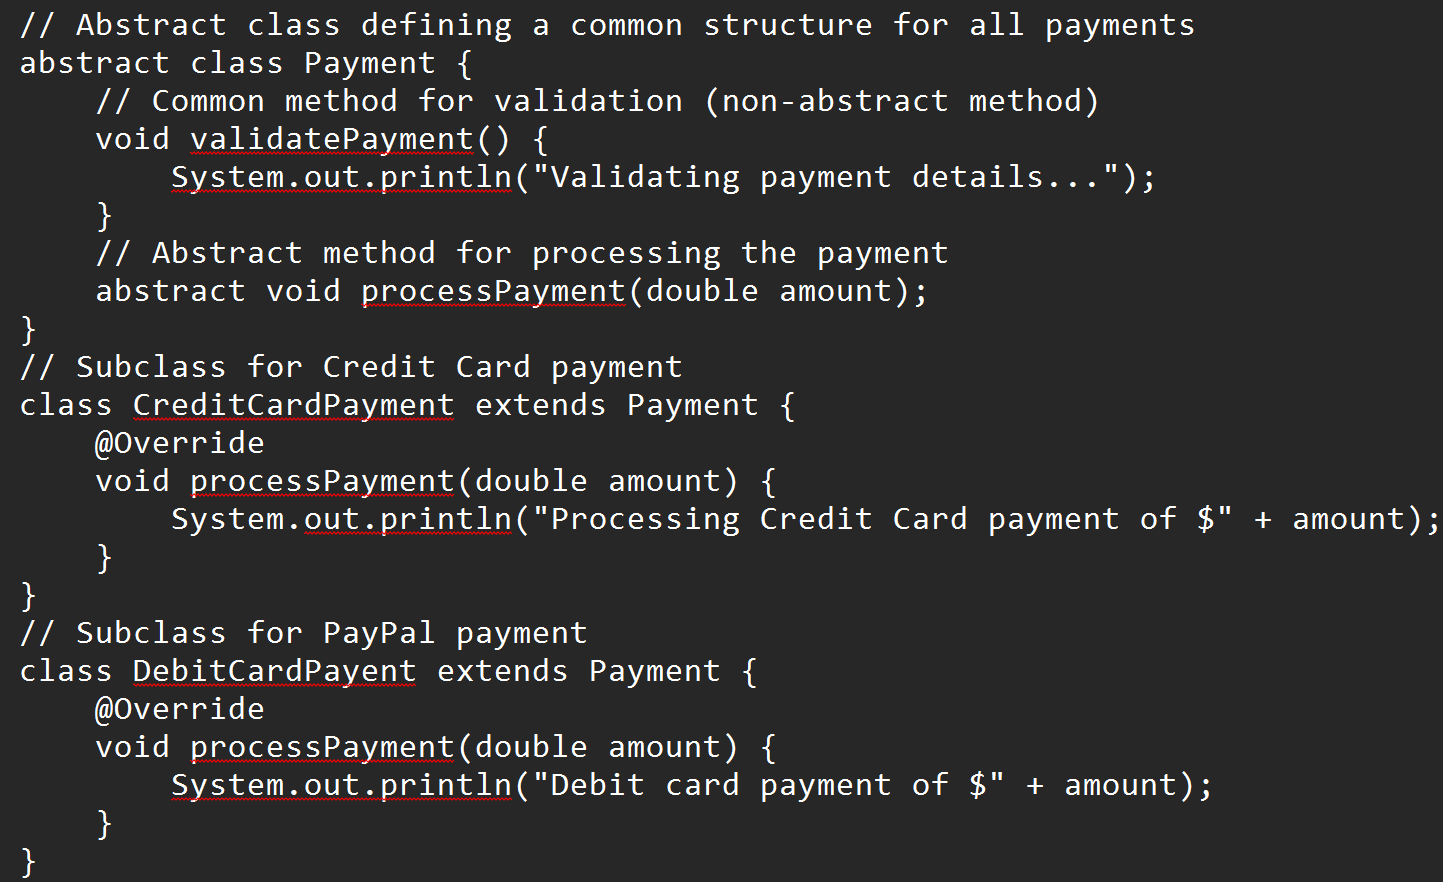 // Abstract class defining a common structure for all payments
abstract class Payment {
    // Common method for validation (non-abstract method)
    void validatePayment() {
        System.out.println("Validating payment details...");
    }
    // Abstract method for processing the payment
    abstract void processPayment(double amount);
}
// Subclass for Credit Card payment
class CreditCardPayment extends Payment {
    @Override
    void processPayment(double amount) {
        System.out.println("Processing Credit Card payment of $" + amount);
    }
}
// Subclass for PayPal payment
class DebitCardPayent extends Payment {
    @Override
    void processPayment(double amount) {
        System.out.println("Debit card payment of $" + amount);
    }
}